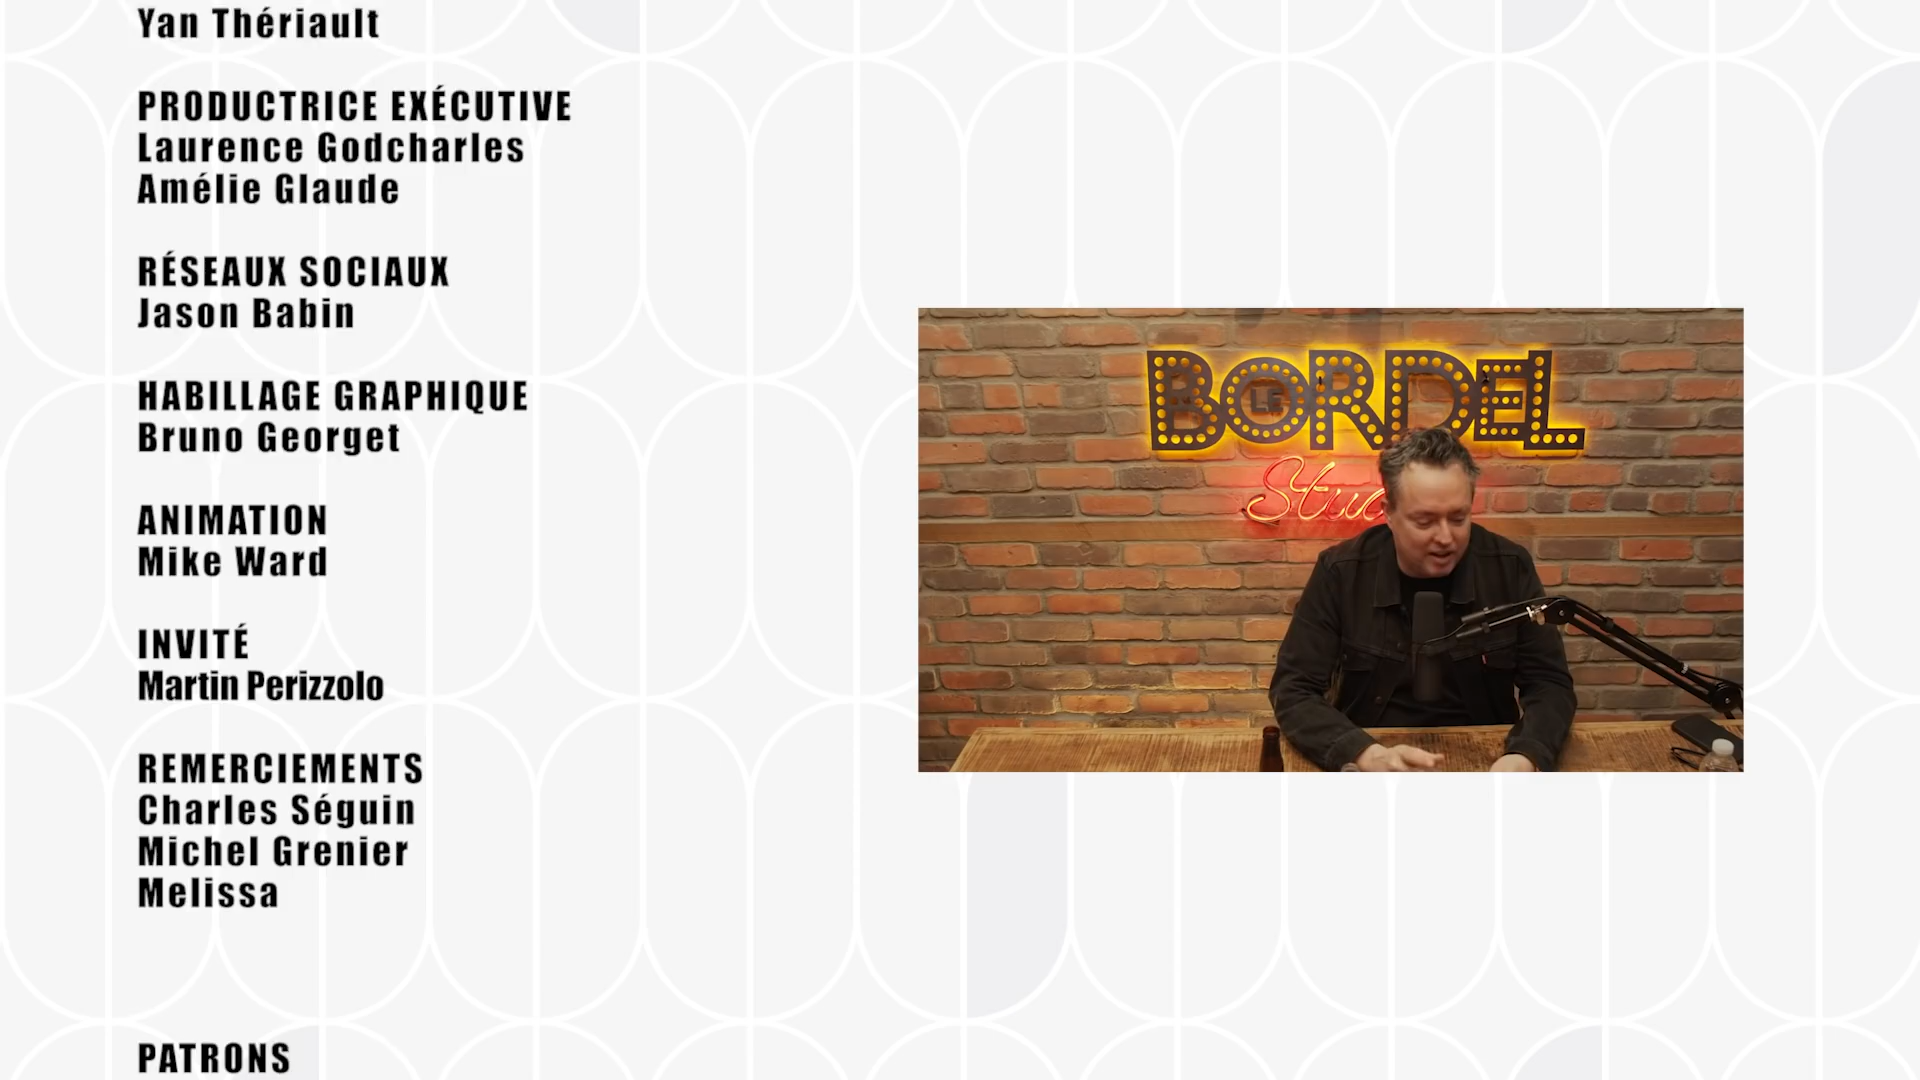 Yan Thériault
PRODUCTRICE EXÉCUTIVE
Laurence Godcharles
Amélie Glaude
RÉSEAUX SOCIAUX
Jason Babin
HABILLAGE GRAPHIQUE
Bruno Georget
ANIMATION
Mike Ward
INVITÉ
Martin Perizzolo
REMERCIEMENTS
Charles Séguin
Michel Grenier
Melissa
PATRONS
LE
BORDEL
Stu